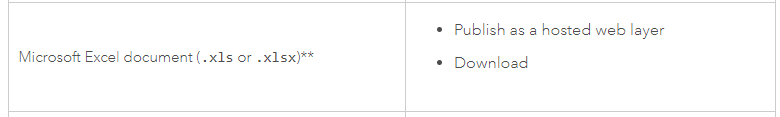 Microsoft Excel document (.xls or .xlsx)**
• Publish as a hosted web layer
• Download